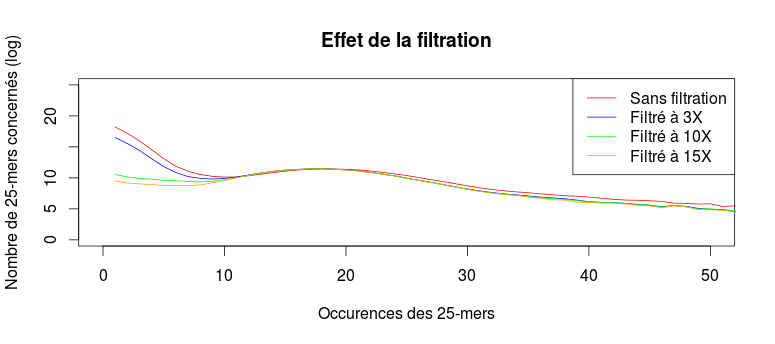 Effet de la filtration
Nombre de 25-mers concernés (log)
20
10
5
0
Sans filtration
Filtré à 3X
Filtré à 10X
Filtré à 15X
0 10 20 30 40 50
Occurences des 25-mers